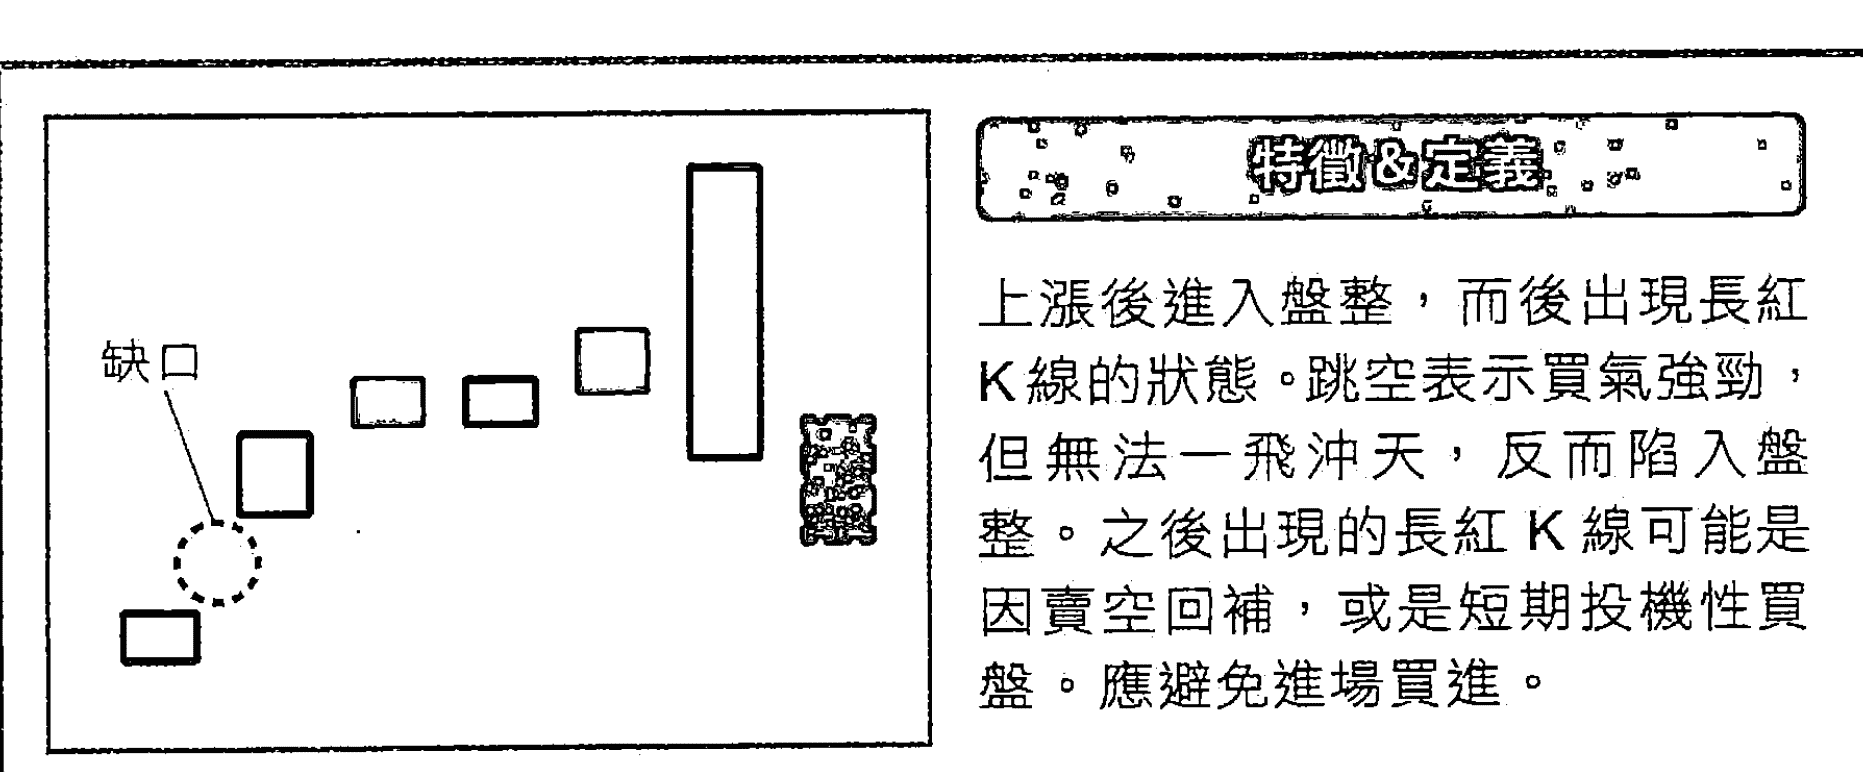 缺口
特徵&定義
上漲後進入盤整，而後出現長紅
K線的狀態。跳空表示買氣強勁，
但無法一飛沖天，反而陷入盤
整。之後出現的長紅K線可能是
因賣空回補，或是短期投機性買
盤。應避免進場買進。